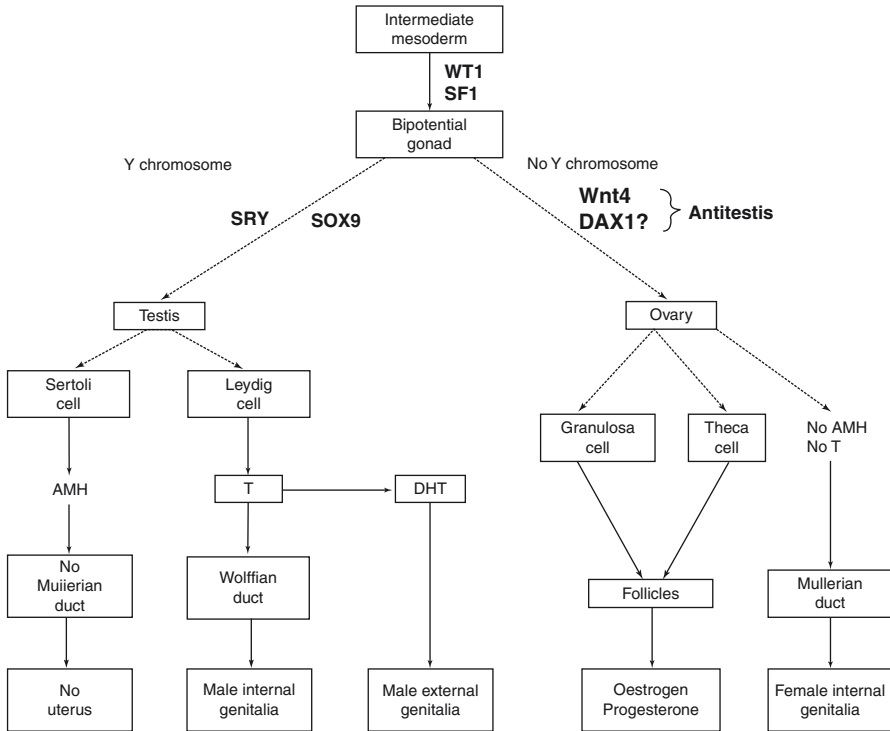 Intermediate
mesoderm
WT1
SF1
Bipotential
gonad
Y chromosome
No Y chromosome
SRY
SOX9
Wnt4
DAX1?
Antitestis
Testis
Ovary
Sertoli
cell
Leydig
cell
Granulosa
cell
Theca
cell
No AMH
No T
AMH
T
DHT
No
Muiierian
duct
Wolffian
duct
Follicles
Mullerian
duct
No
uterus
Male internal
genitalia
Male external
genitalia
Oestrogen
Progesterone
Female internal
genitalia